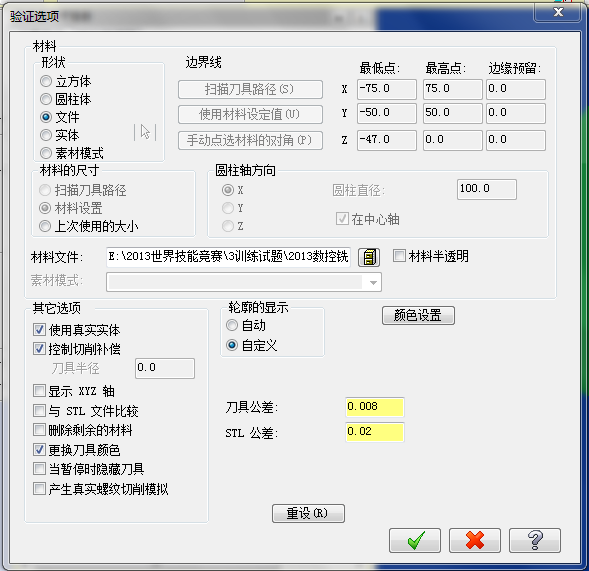 验证选项
材料
形状
立方体
圆柱体
文件
实体
素材模式
边界线
扫描刀具路径(S)
使用材料设定值(U)
手动点选材料的对角(P)
最低点: 最高点: 边缘预留:
X -75.0 75.0 0.0
Y -50.0 50.0 0.0
Z -47.0 0.0 0.0
材料的尺寸
扫描刀具路径
材料设置
上次使用的大小
圆柱轴方向
X
Y
Z
圆柱直径: 100.0
在中心轴
材料文件: E:\2013世界技能竞赛\3训练试题\2013数控铣 材料半透明
素材模式:
其它选项
使用真实实体
控制切削补偿
刀具半径 0.0
显示 XYZ 轴
与 STL 文件比较
删除剩余的材料
更换刀具颜色
当暂停时隐藏刀具
产生真实螺纹切削模拟
轮廓的显示
自动
自定义
颜色设置
刀具公差: 0.008
STL 公差: 0.02
重设(R)